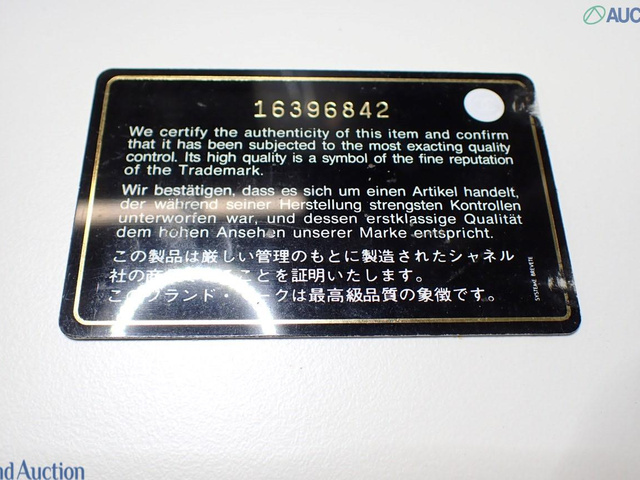 AUC
16396842
We certify the authenticity of this item and confirm
that it has been subjected to the most exacting quality
control. Its high quality is a symbol of the fine reputation
of the Trademark.
Wir bestätigen, dass es sich um einen Artikel handelt,
der während seiner Herstellung strengsten Kontrollen
unterworfen war, und dessen erstklassige Qualität
dem hohen Ansehen unserer Marke entspricht.
この製品は厳しい管理のもとに製造されたシャネル
社の商 ことを証明いたします。
この ランド・ ークは最高級品質の象徴です。
SYSTEME BREVETE
nd Auction